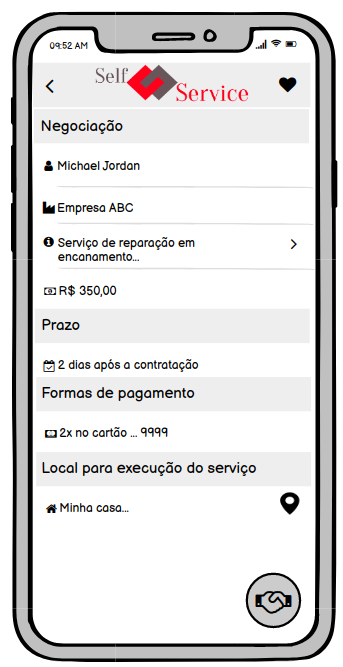 09:52 AM
Self
Service
Negociação
Michael Jordan
Empresa ABC
Serviço de reparação em
encanamento...
R$ 350,00
Prazo
2 dias após a contratação
Formas de pagamento
2x no cartão ... 9999
Local para execução do serviço
Minha casa...